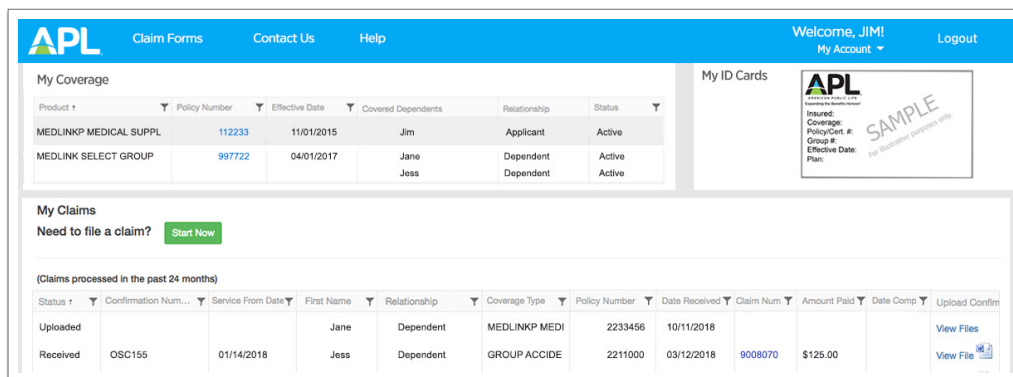 APL Claim Forms Contact Us Help Welcome, JIM! Logout
My Account
My Coverage
Product Policy Number Effective Date Covered Dependents Relationship Status
MEDLINKP MEDICAL SUPPL 112233 11/01/2015 Jim Applicant Active
MEDLINK SELECT GROUP 997722 04/01/2017 Jane Dependent Active
Jess Dependent Active
My ID Cards
APL
AMERICAN PUBLIC LIFE
Expanding the Benefits Horizon
Insured:
Coverage:
Policy/Cert. #:
Group #:
Effective Date:
Plan:
SAMPLE
For illustrative purposes only.
My Claims
Need to file a claim? Start Now
(Claims processed in the past 24 months)
Status Confirmation Num... Service From Date First Name Relationship Coverage Type Policy Number Date Received Claim Num Amount Paid Date Comp Upload Confirm
Uploaded Jane Dependent MEDLINKP MEDI 2233456 10/11/2018 View Files
Received OSC155 01/14/2018 Jess Dependent GROUP ACCIDE 2211000 03/12/2018 9008070 $125.00 View File